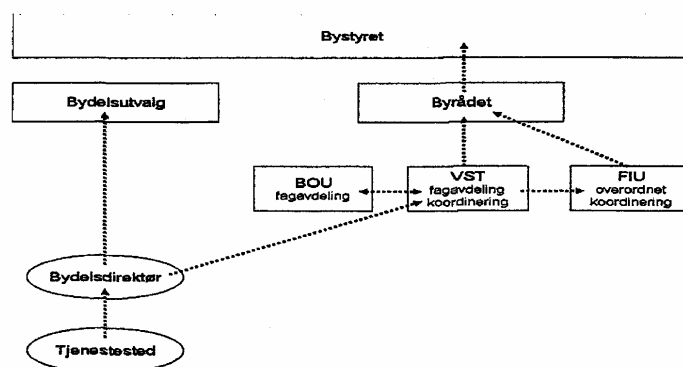 Bystyret
Bydelsutvalg
Byrådet
BOU
fagavdeling
VST
fagavdeling
koordinering
FIU
overordnet
koordinering
Bydelsdirektør
Tjenestested